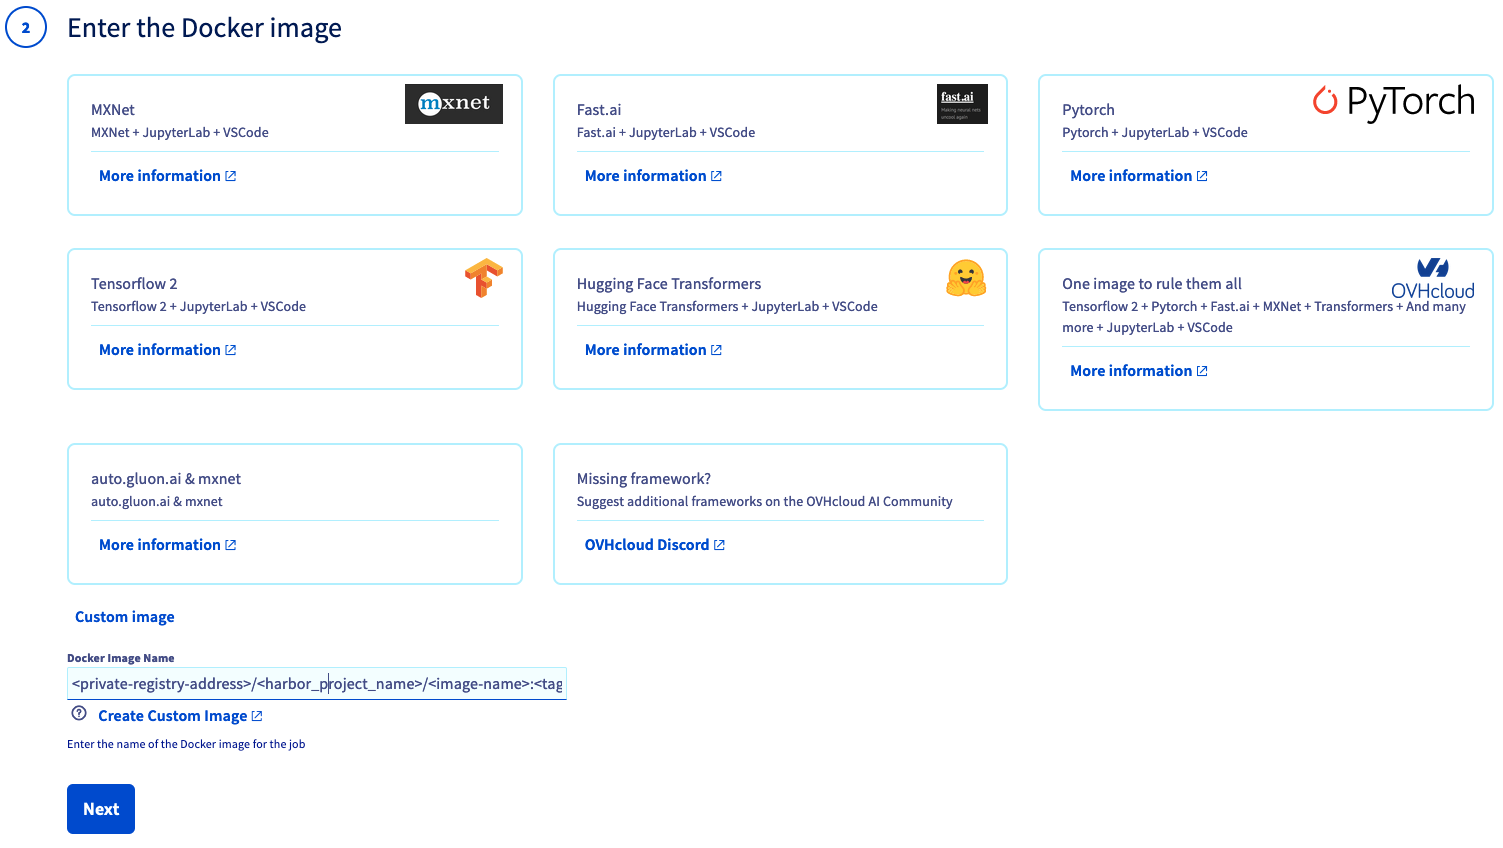 2
Enter the Docker image
mxnet
MXNet
MXNet + JupyterLab + VSCode
More information
fast.ai
Making neural nets
uncool again
Fast.ai
Fast.ai + JupyterLab + VSCode
More information
PyTorch
Pytorch
Pytorch + JupyterLab + VSCode
More information
Tensorflow 2
Tensorflow 2 + JupyterLab + VSCode
More information
Hugging Face Transformers
Hugging Face Transformers + JupyterLab + VSCode
More information
One image to rule them all
OVHcloud
Tensorflow 2 + Pytorch + Fast.ai + MXNet + Transformers + And many
more + JupyterLab + VSCode
More information
auto.gluon.ai & mxnet
auto.gluon.ai & mxnet
More information
Missing framework?
Suggest additional frameworks on the OVHcloud AI Community
OVHcloud Discord
Custom image
Docker Image Name
<private-registry-address>/<harbor_project_name>/<image-name>:<tag
Create Custom Image
Enter the name of the Docker image for the job
Next